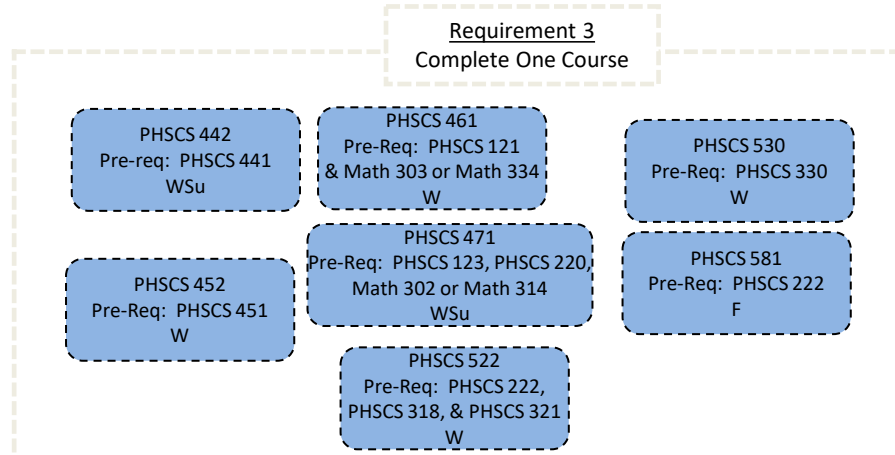 Requirement 3
Complete One Course
PHSCS 442
Pre-req: PHSCS 441
WSu
PHSCS 461
Pre-Req: PHSCS 121
& Math 303 or Math 334
W
PHSCS 530
Pre-Req: PHSCS 330
W
PHSCS 452
Pre-Req: PHSCS 451
W
PHSCS 471
Pre-Req: PHSCS 123, PHSCS 220,
Math 302 or Math 314
WSu
PHSCS 581
Pre-Req: PHSCS 222
F
PHSCS 522
Pre-Req: PHSCS 222,
PHSCS 318, & PHSCS 321
W